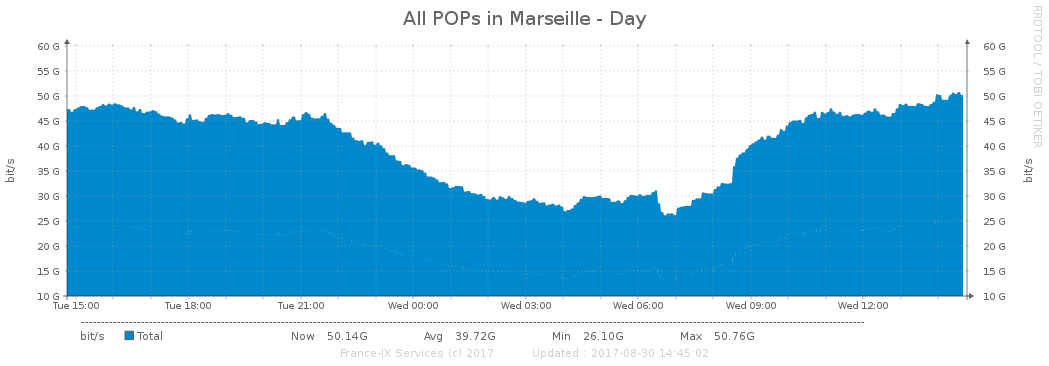 All POPs in Marseille - Day
RRDTOOL / TOBI OETIKER
bit/s
60 G
55 G
50 G
45 G
40 G
35 G
30 G
25 G
20 G
15 G
10 G
60 G
55 G
50 G
45 G
40 G
35 G
30 G
25 G
20 G
15 G
10 G
bit/s
Tue 15:00 Tue 18:00 Tue 21:00 Wed 00:00 Wed 03:00 Wed 06:00 Wed 09:00 Wed 12:00
bit/s Total Now 50.14G Avg 39.72G Min 26.10G Max 50.76G
France-IX Services (c) 2017 Updated : 2017-08-30 14:45:02